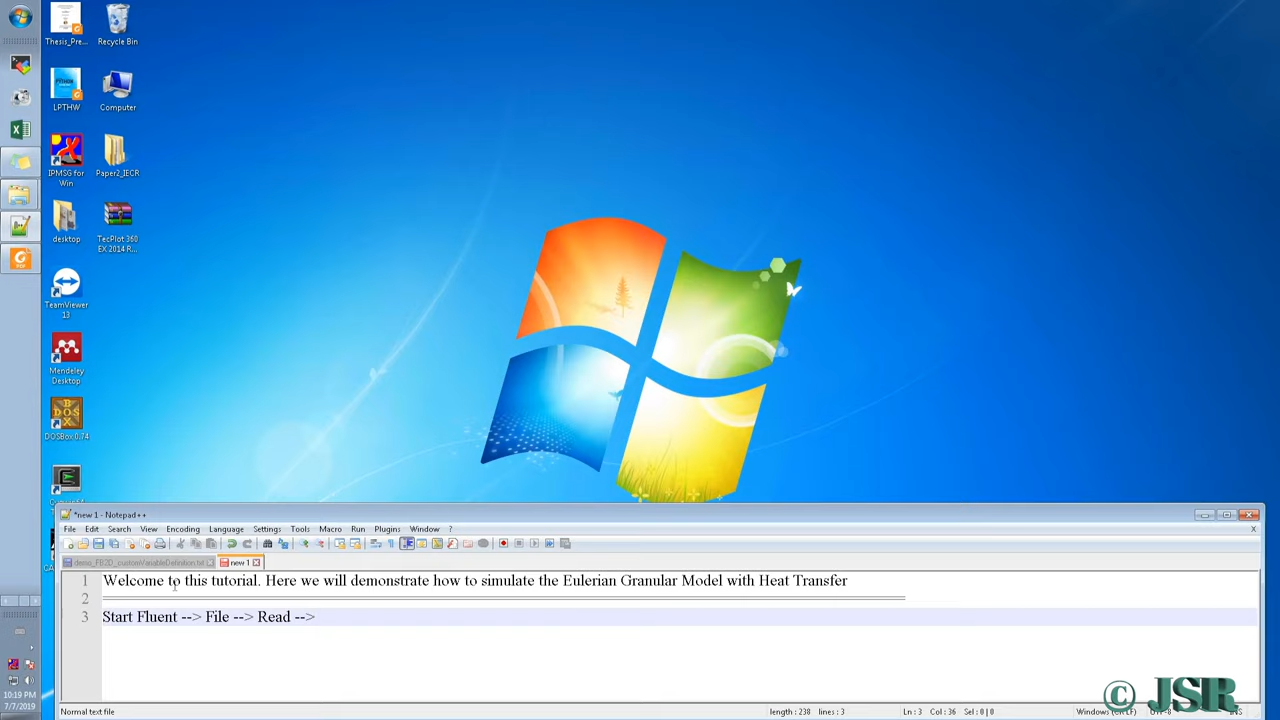 Thesis_Pre...
Recycle Bin
LPTHW
Computer
IPMSG for
Win
Paper2_IECR
desktop
TecPlot 360
EX 2014 R...
TeamViewer
13
Mendeley
Desktop
DOSBox 0.74
*new 1 - Notepad++
File Edit Search View Encoding Language Settings Tools Macro Run Plugins Window ?
X
demo_FB2D_customVariableDefinition.txt
new 1
1 Welcome to this tutorial. Here we will demonstrate how to simulate the Eulerian Granular Model with Heat Transfer
2
3 Start Fluent --> File --> Read -->
10:19 PM
7/7/2019
Normal text file
length : 238 lines : 3
Ln : 3 Col : 36 Sel : 0 | 0
INS
© JSR